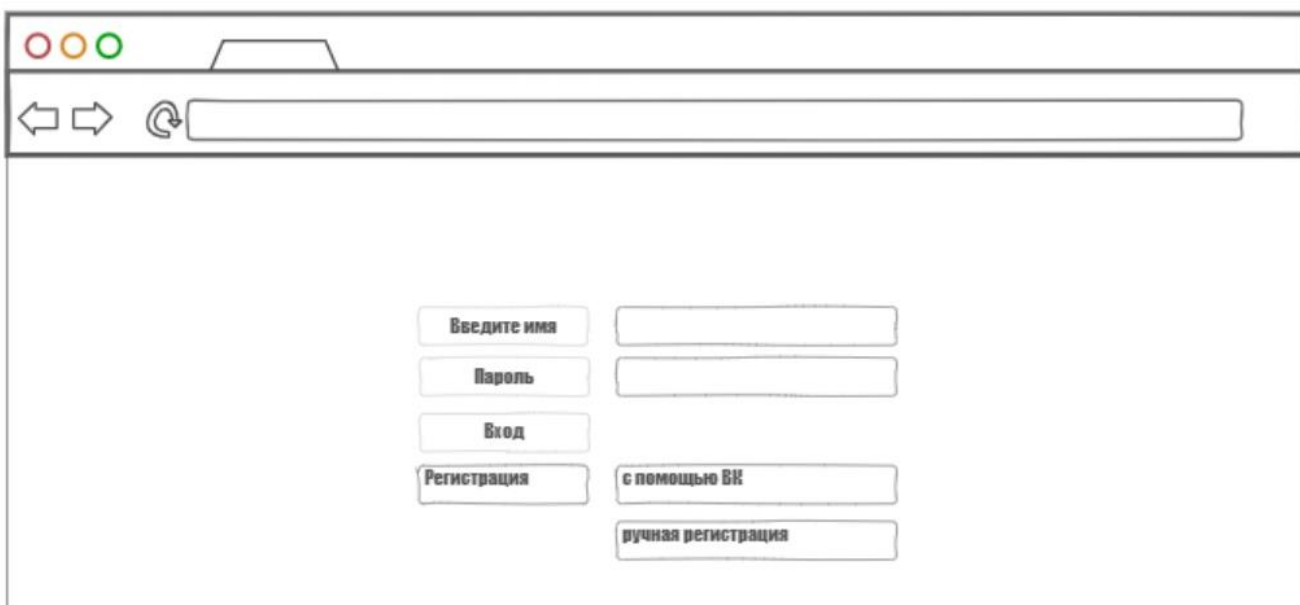 Введите имя
Пароль
Вход
Регистрация
с помощью ВК
ручная регистрация